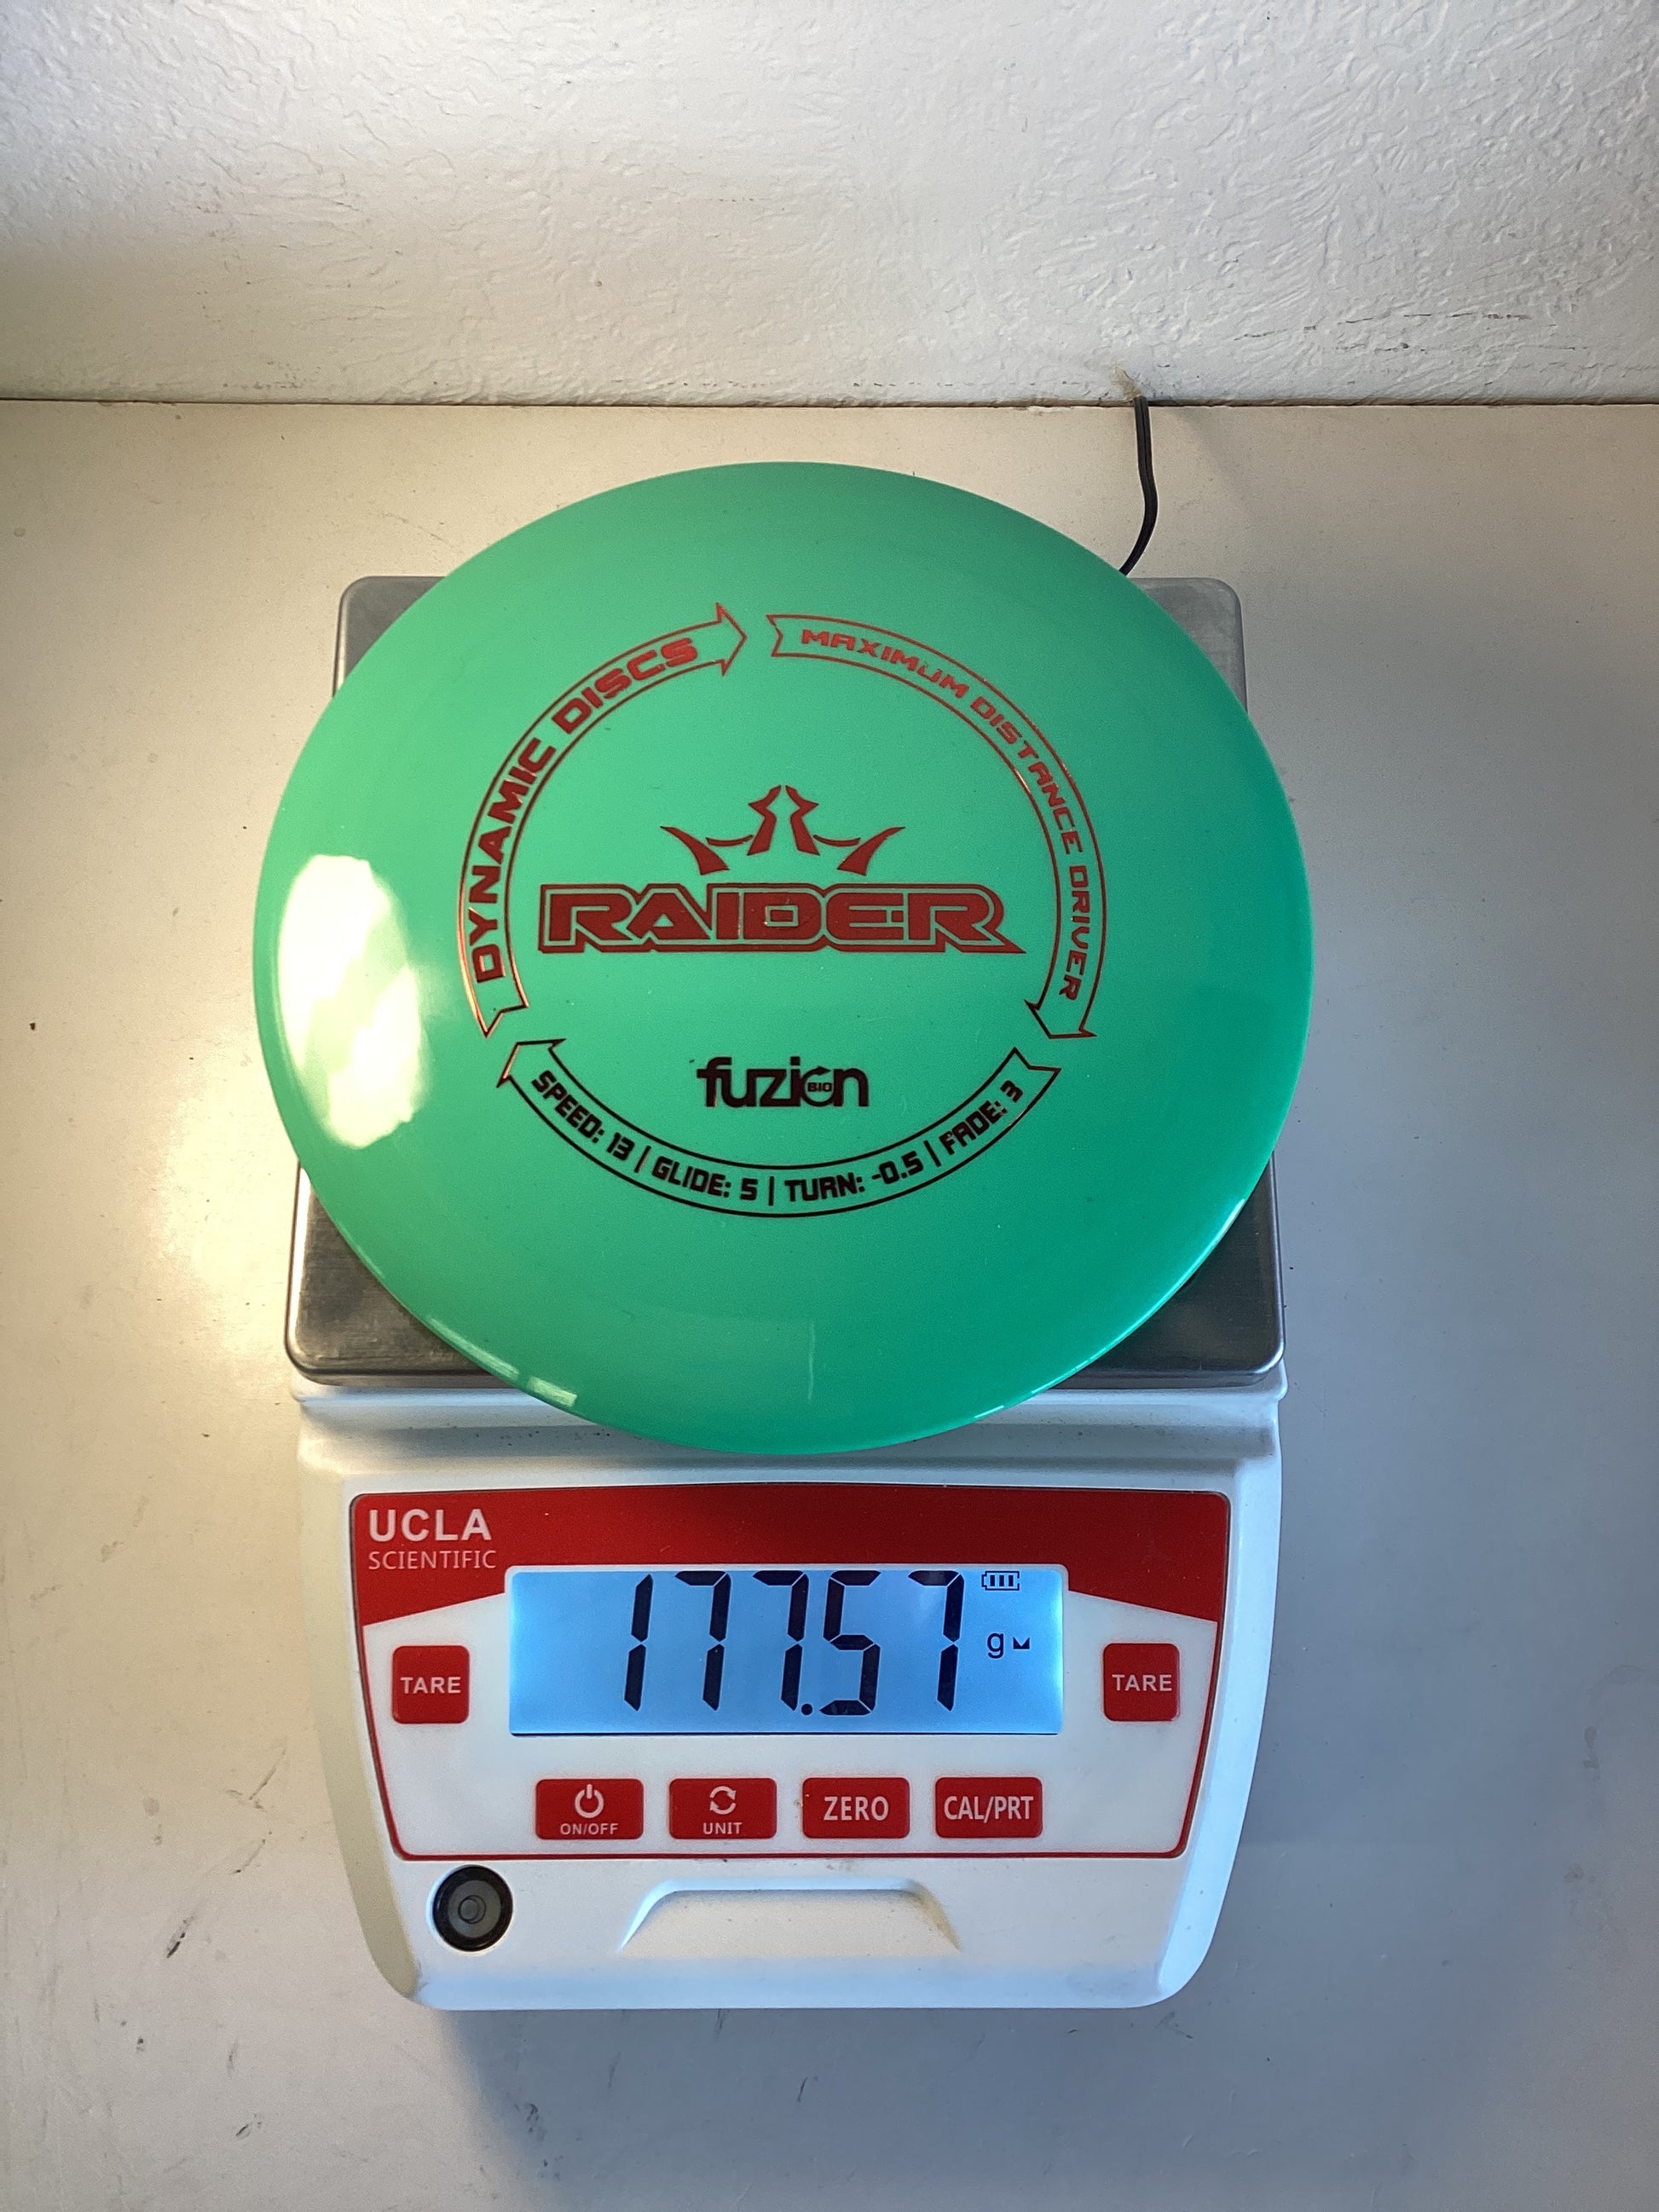 DYNAMIC DISCS
MAXIMUM DISTANCE DRIVER
RAIDER
fuzion
BIO
SPEED: 13 | GLIDE: 5 | TURN: -0.5 | FADE: 3
UCLA
SCIENTIFIC
177.57
g
TARE
TARE
ON/OFF
UNIT
ZERO
CAL/PRT